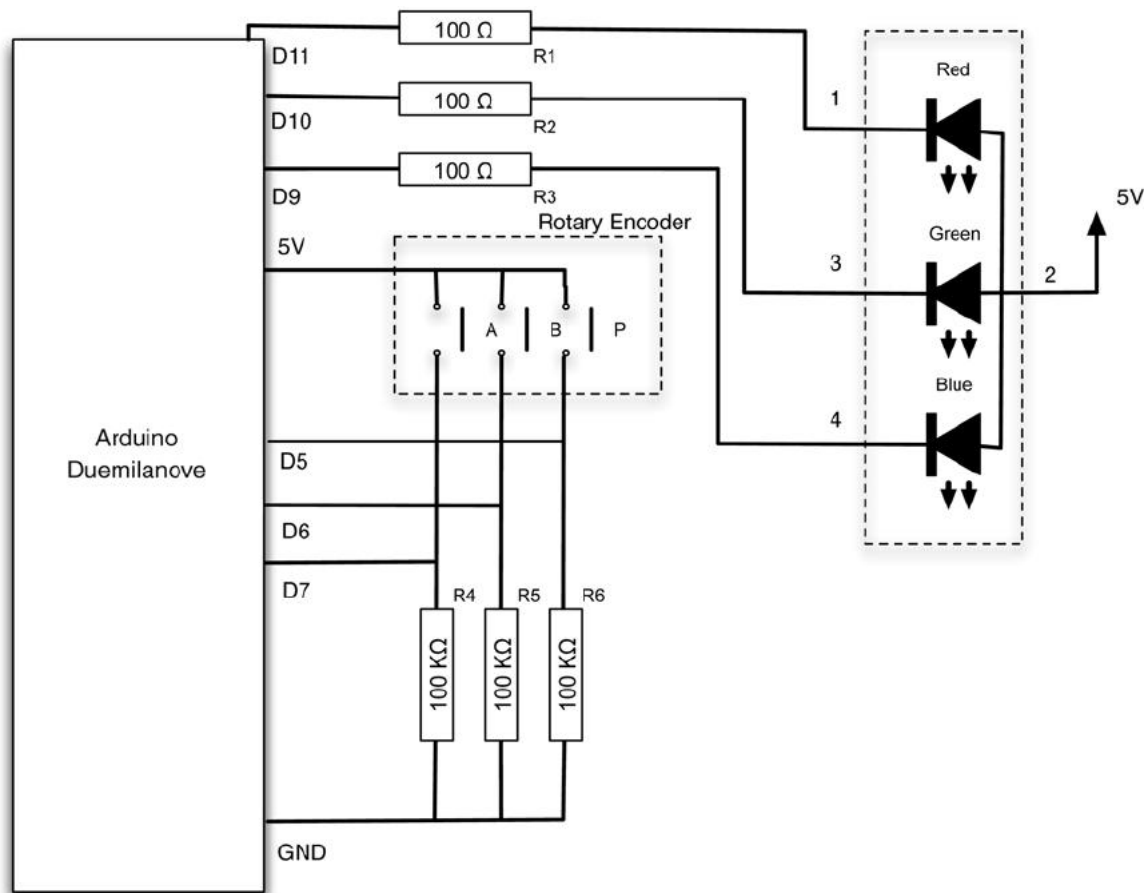 100 Ω
D11
R1
Red
1
100 Ω
D10
R2
100 Ω
D9
R3
5V
Rotary Encoder
Green
5V
3
2
A
B
P
Blue
4
Arduino
Duemilanove
D5
D6
D7
R4
R5
R6
100 KΩ
100 KΩ
100 KΩ
GND